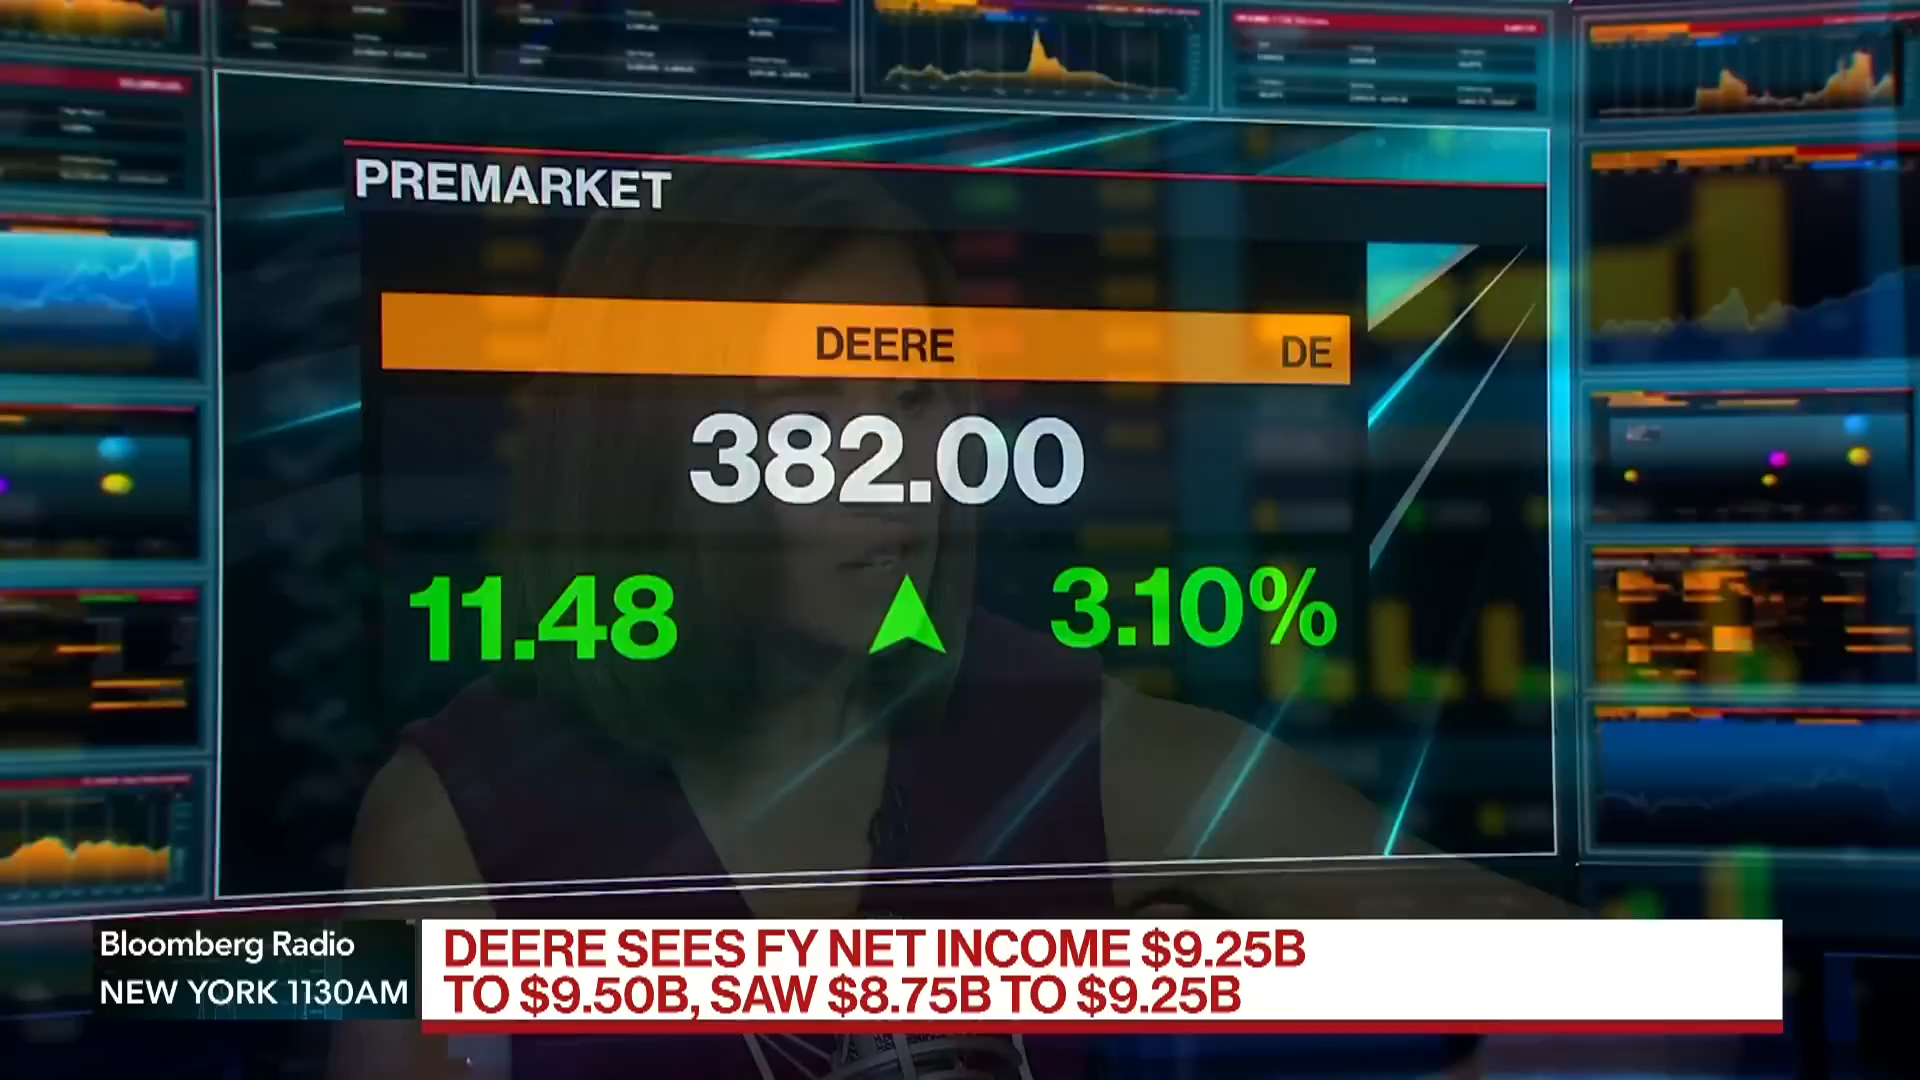 PREMARKET
DEERE DE
382.00
11.48 3.10%
Bloomberg Radio
NEW YORK 1130AM
DEERE SEES FY NET INCOME $9.25B
TO $9.50B, SAW $8.75B TO $9.25B